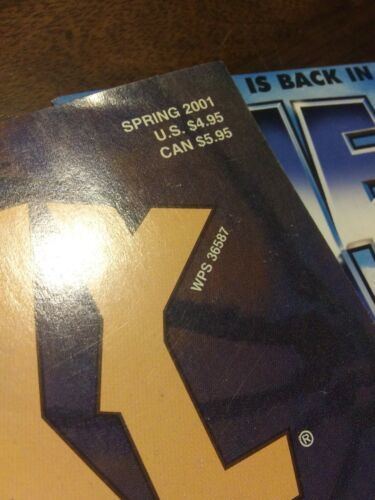 IS BACK IN
SPRING 2001
U.S. $4.95
CAN $5.95
WPS 36587
®